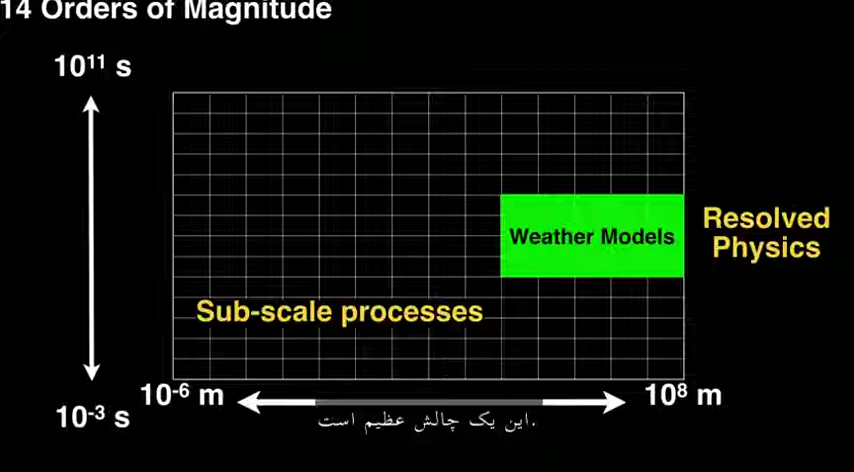 14 Orders of Magnitude
10¹¹ s
Weather Models
Resolved
Physics
Sub-scale processes
10⁻⁶ m
10⁸ m
10⁻³ s
این یک چالش عظیم است.